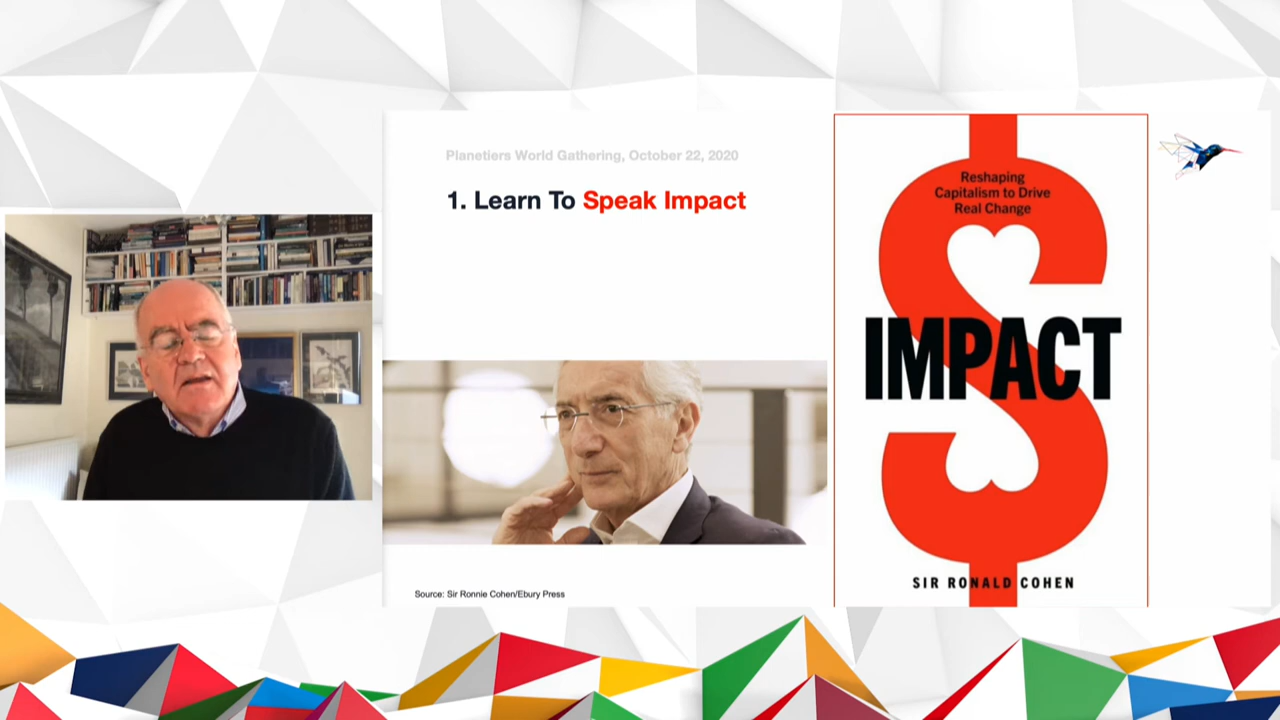 Planetiers World Gathering, October 22, 2020
1. Learn To Speak Impact
Reshaping
Capitalism to Drive
Real Change
IMPACT
SIR RONALD COHEN
Source: Sir Ronnie Cohen/Ebury Press